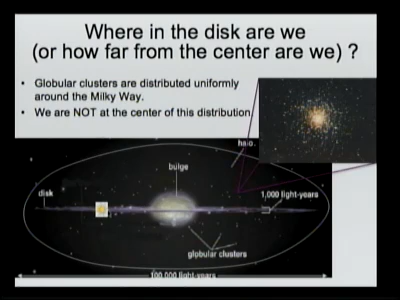 Where in the disk are we
(or how far from the center are we) ?
• Globular clusters are distributed uniformly
around the Milky Way.
• We are NOT at the center of this distribution
halo
bulge
disk
1,000 light-years
globular clusters
100,000 light-years